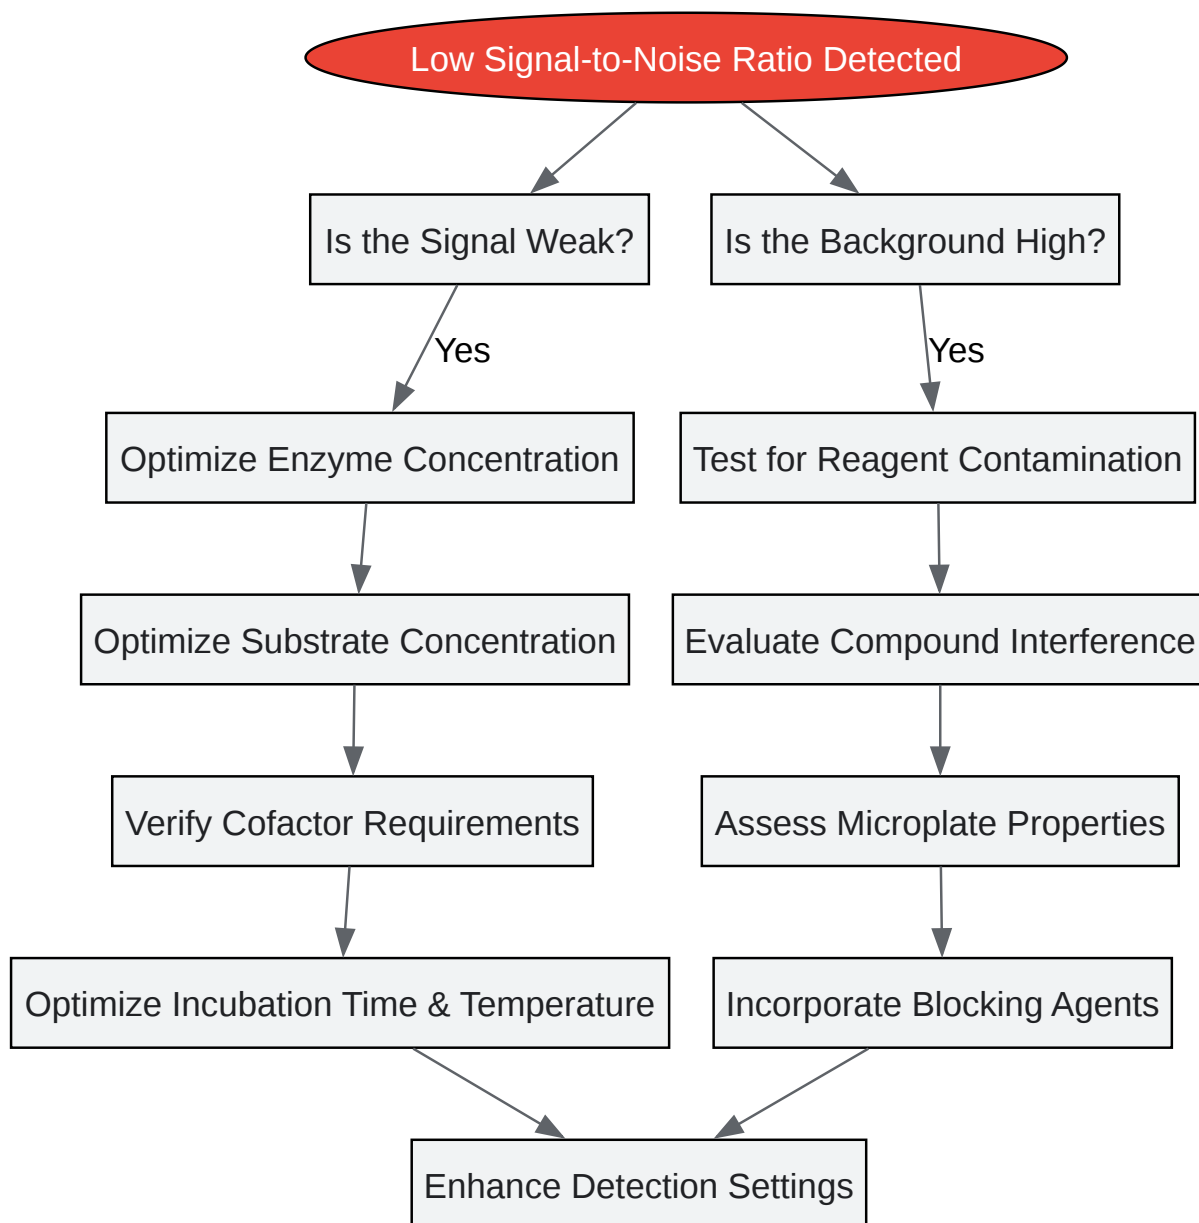 Low Signal-to-Noise Ratio Detected
Is the Signal Weak?
Is the Background High?
Yes
Yes
Optimize Enzyme Concentration
Test for Reagent Contamination
Optimize Substrate Concentration
Evaluate Compound Interference
Verify Cofactor Requirements
Assess Microplate Properties
Optimize Incubation Time & Temperature
Incorporate Blocking Agents
Enhance Detection Settings